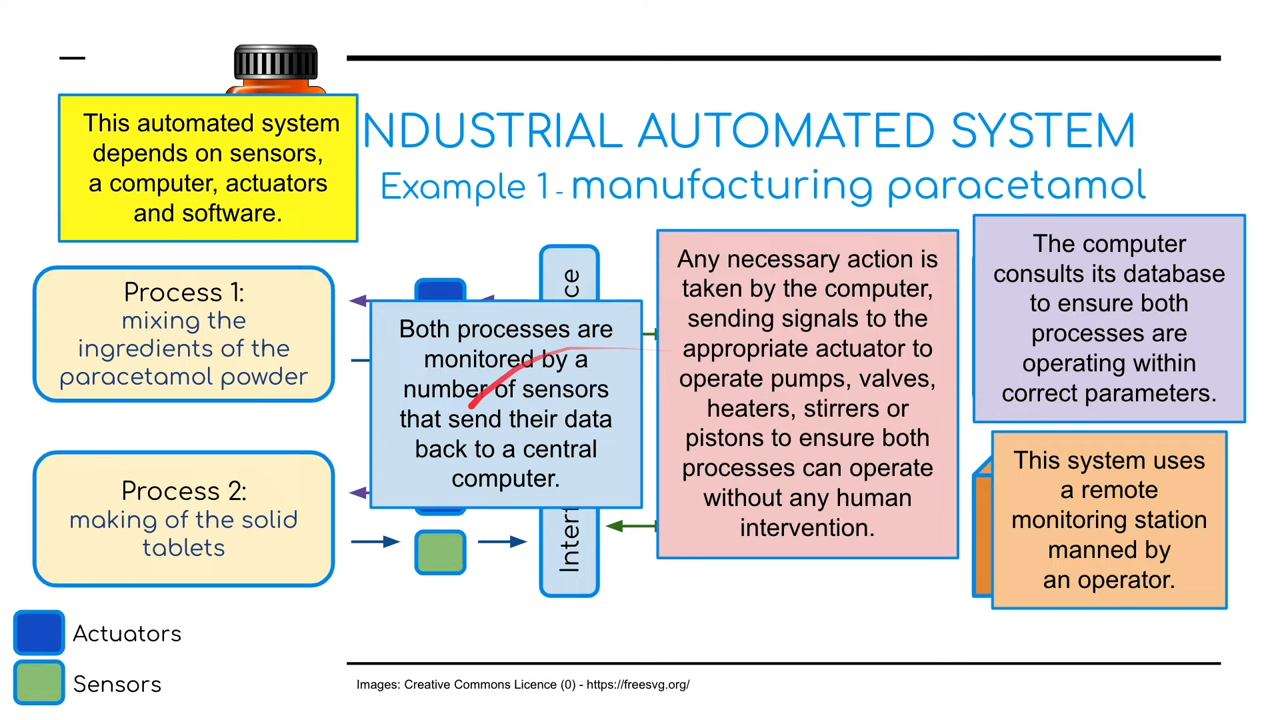 This automated system
depends on sensors,
a computer, actuators
and software.
NDUSTRIAL AUTOMATED SYSTEM
Example 1 - manufacturing paracetamol
Process 1:
mixing the
ingredients of the
paracetamol powder
Process 2:
making of the solid
tablets
Both processes are
monitored by a
number of sensors
that send their data
back to a central
computer.
Interf
ce
Any necessary action is
taken by the computer,
sending signals to the
appropriate actuator to
operate pumps, valves,
heaters, stirrers or
pistons to ensure both
processes can operate
without any human
intervention.
The computer
consults its database
to ensure both
processes are
operating within
correct parameters.
This system uses
a remote
monitoring station
manned by
an operator.
Actuators
Sensors
Images: Creative Commons Licence (0) - https://freesvg.org/